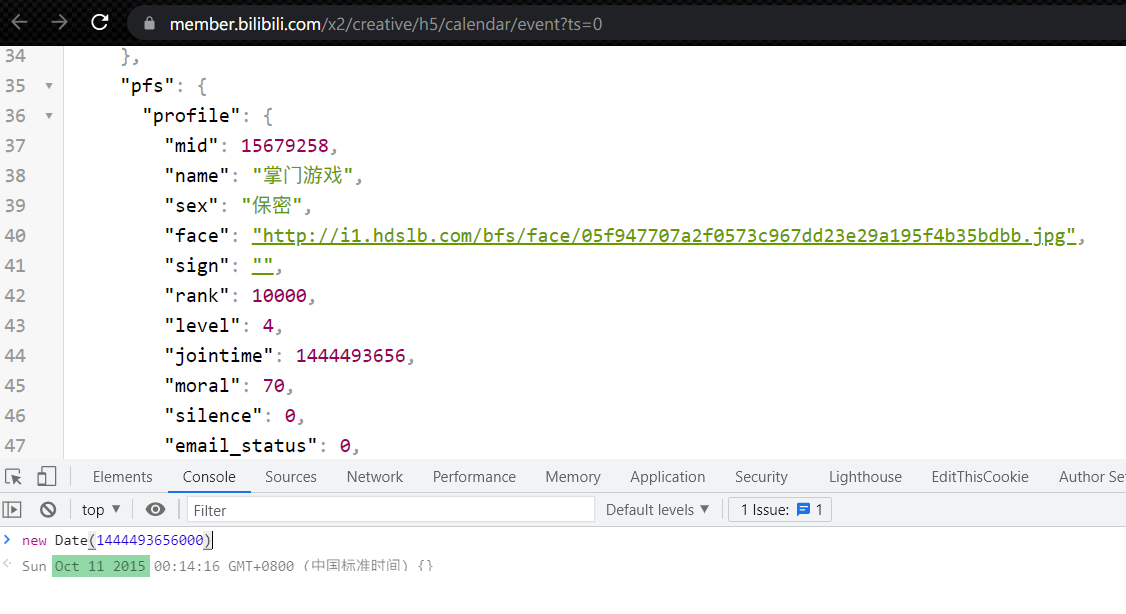 member.bilibili.com/x2/creative/h5/calendar/event?ts=0
34 },
35 "pfs": {
36 "profile": {
37 "mid": 15679258,
38 "name": "掌门游戏",
39 "sex": "保密",
40 "face": "http://i1.hdslb.com/bfs/face/05f947707a2f0573c967dd23e29a195f4b35bdbb.jpg",
41 "sign": "",
42 "rank": 10000,
43 "level": 4,
44 "jointime": 1444493656,
45 "moral": 70,
46 "silence": 0,
47 "email_status": 0,
Elements Console Sources Network Performance Memory Application Security Lighthouse EditThisCookie Author Set
top Filter Default levels 1 Issue: 1
new Date(1444493656000)
Sun Oct 11 2015 00:14:16 GMT+0800 (中国标准时间) {}